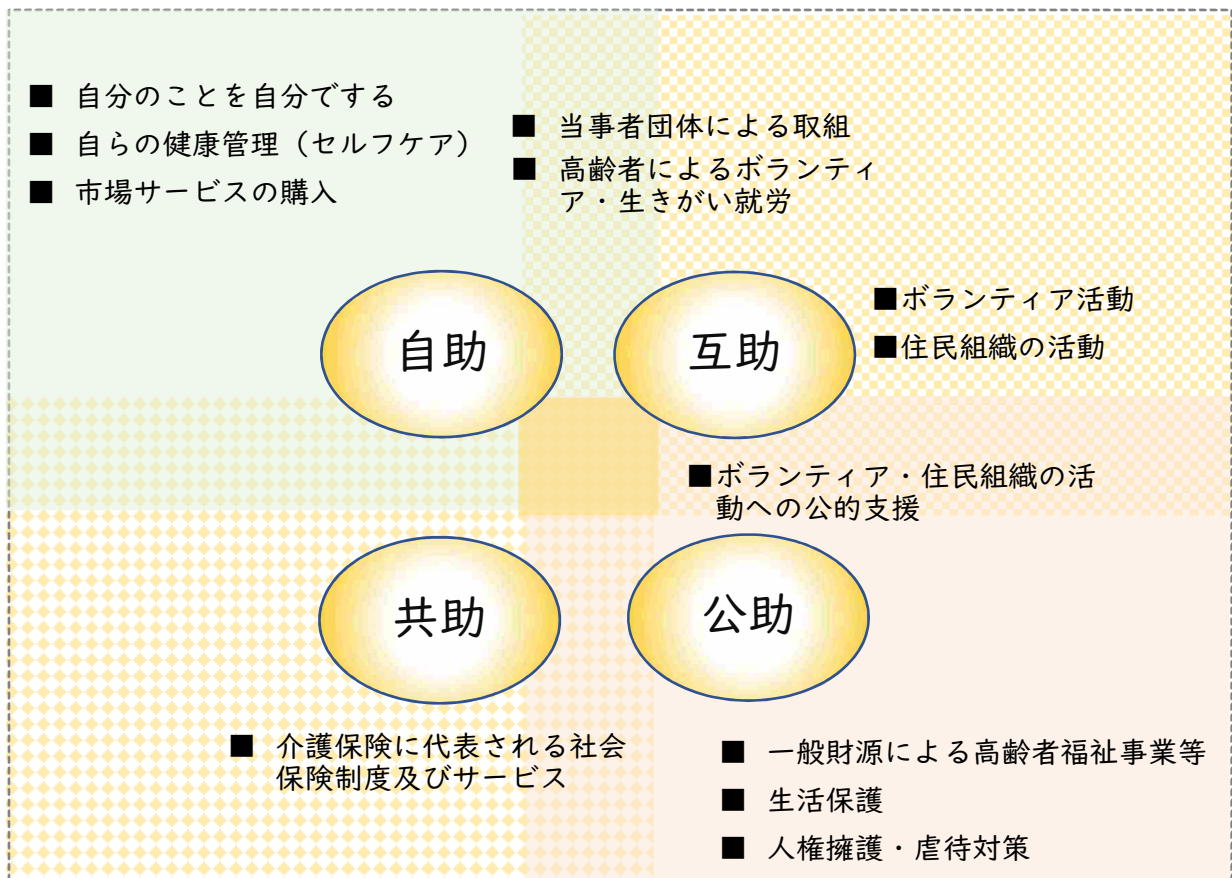 ■ 自分のことを自分でする
■ 自らの健康管理（セルフケア）
■ 市場サービスの購入
■ 当事者団体による取組
■ 高齢者によるボランティ
ア・生きがい就労
自助
互助
■ボランティア活動
■住民組織の活動
■ボランティア・住民組織の活
動への公的支援
共助
公助
■ 介護保険に代表される社会
保険制度及びサービス
■ 一般財源による高齢者福祉事業等
■ 生活保護
■ 人権擁護・虐待対策